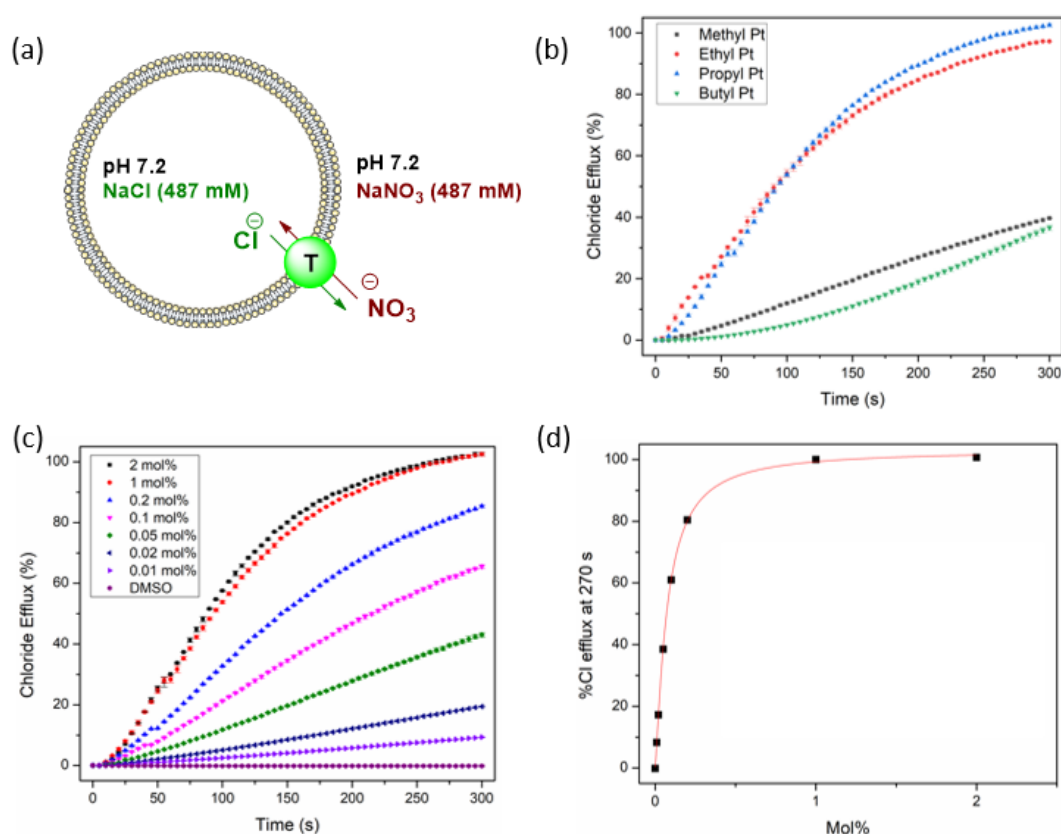 (a)
pH 7.2
NaCl (487 mM)
pH 7.2
NaNO₃ (487 mM)
Cl⊖
T
⊖
NO₃
(b)
Methyl Pt
Ethyl Pt
Propyl Pt
Butyl Pt
Chloride Efflux (%)
100
80
60
40
20
0
0 50 100 150 200 250 300
Time (s)
(c)
2 mol%
1 mol%
0.2 mol%
0.1 mol%
0.05 mol%
0.02 mol%
0.01 mol%
DMSO
Chloride Efflux (%)
100
80
60
40
20
0
0 50 100 150 200 250 300
Time (s)
(d)
%Cl efflux at 270 s
100
80
60
40
20
0
0 1 2
Mol%